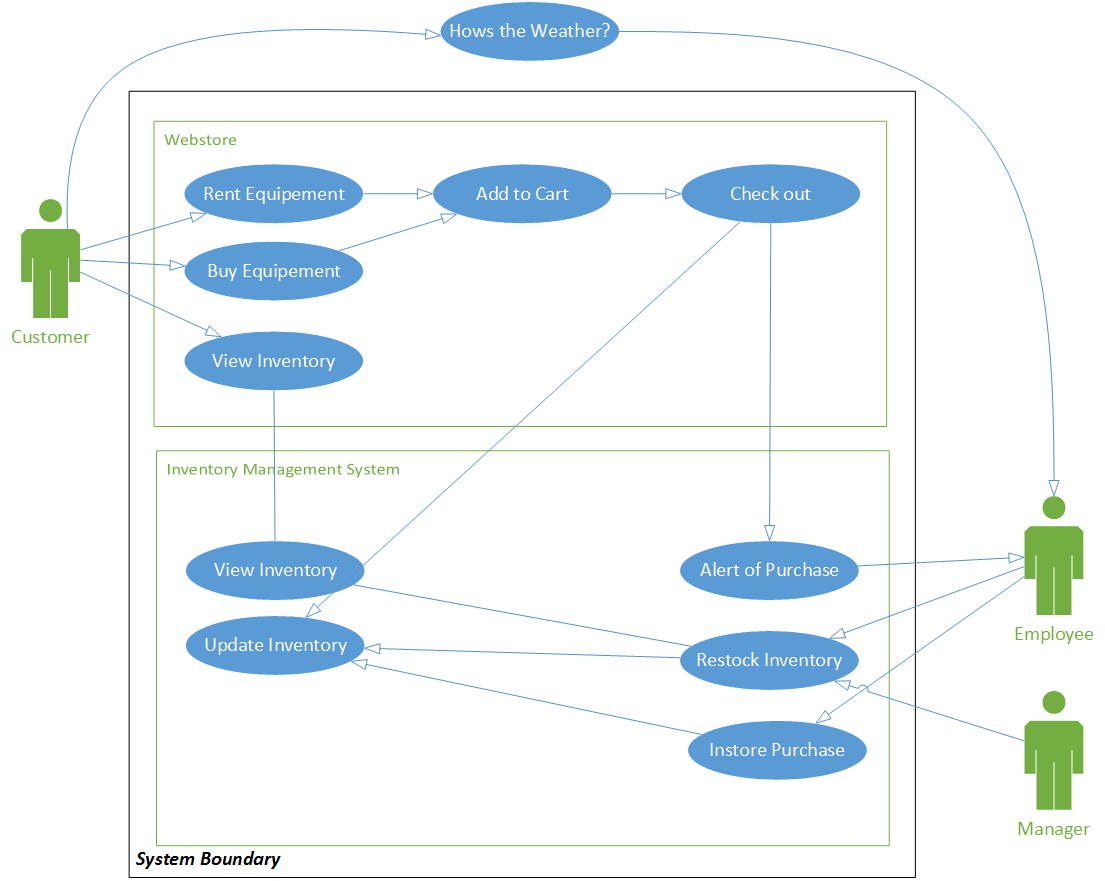 Hows the Weather?
Webstore
Rent Equipement
Add to Cart
Check out
Buy Equipement
View Inventory
Customer
Inventory Management System
View Inventory
Alert of Purchase
Employee
Update Inventory
Restock Inventory
Instore Purchase
Manager
System Boundary